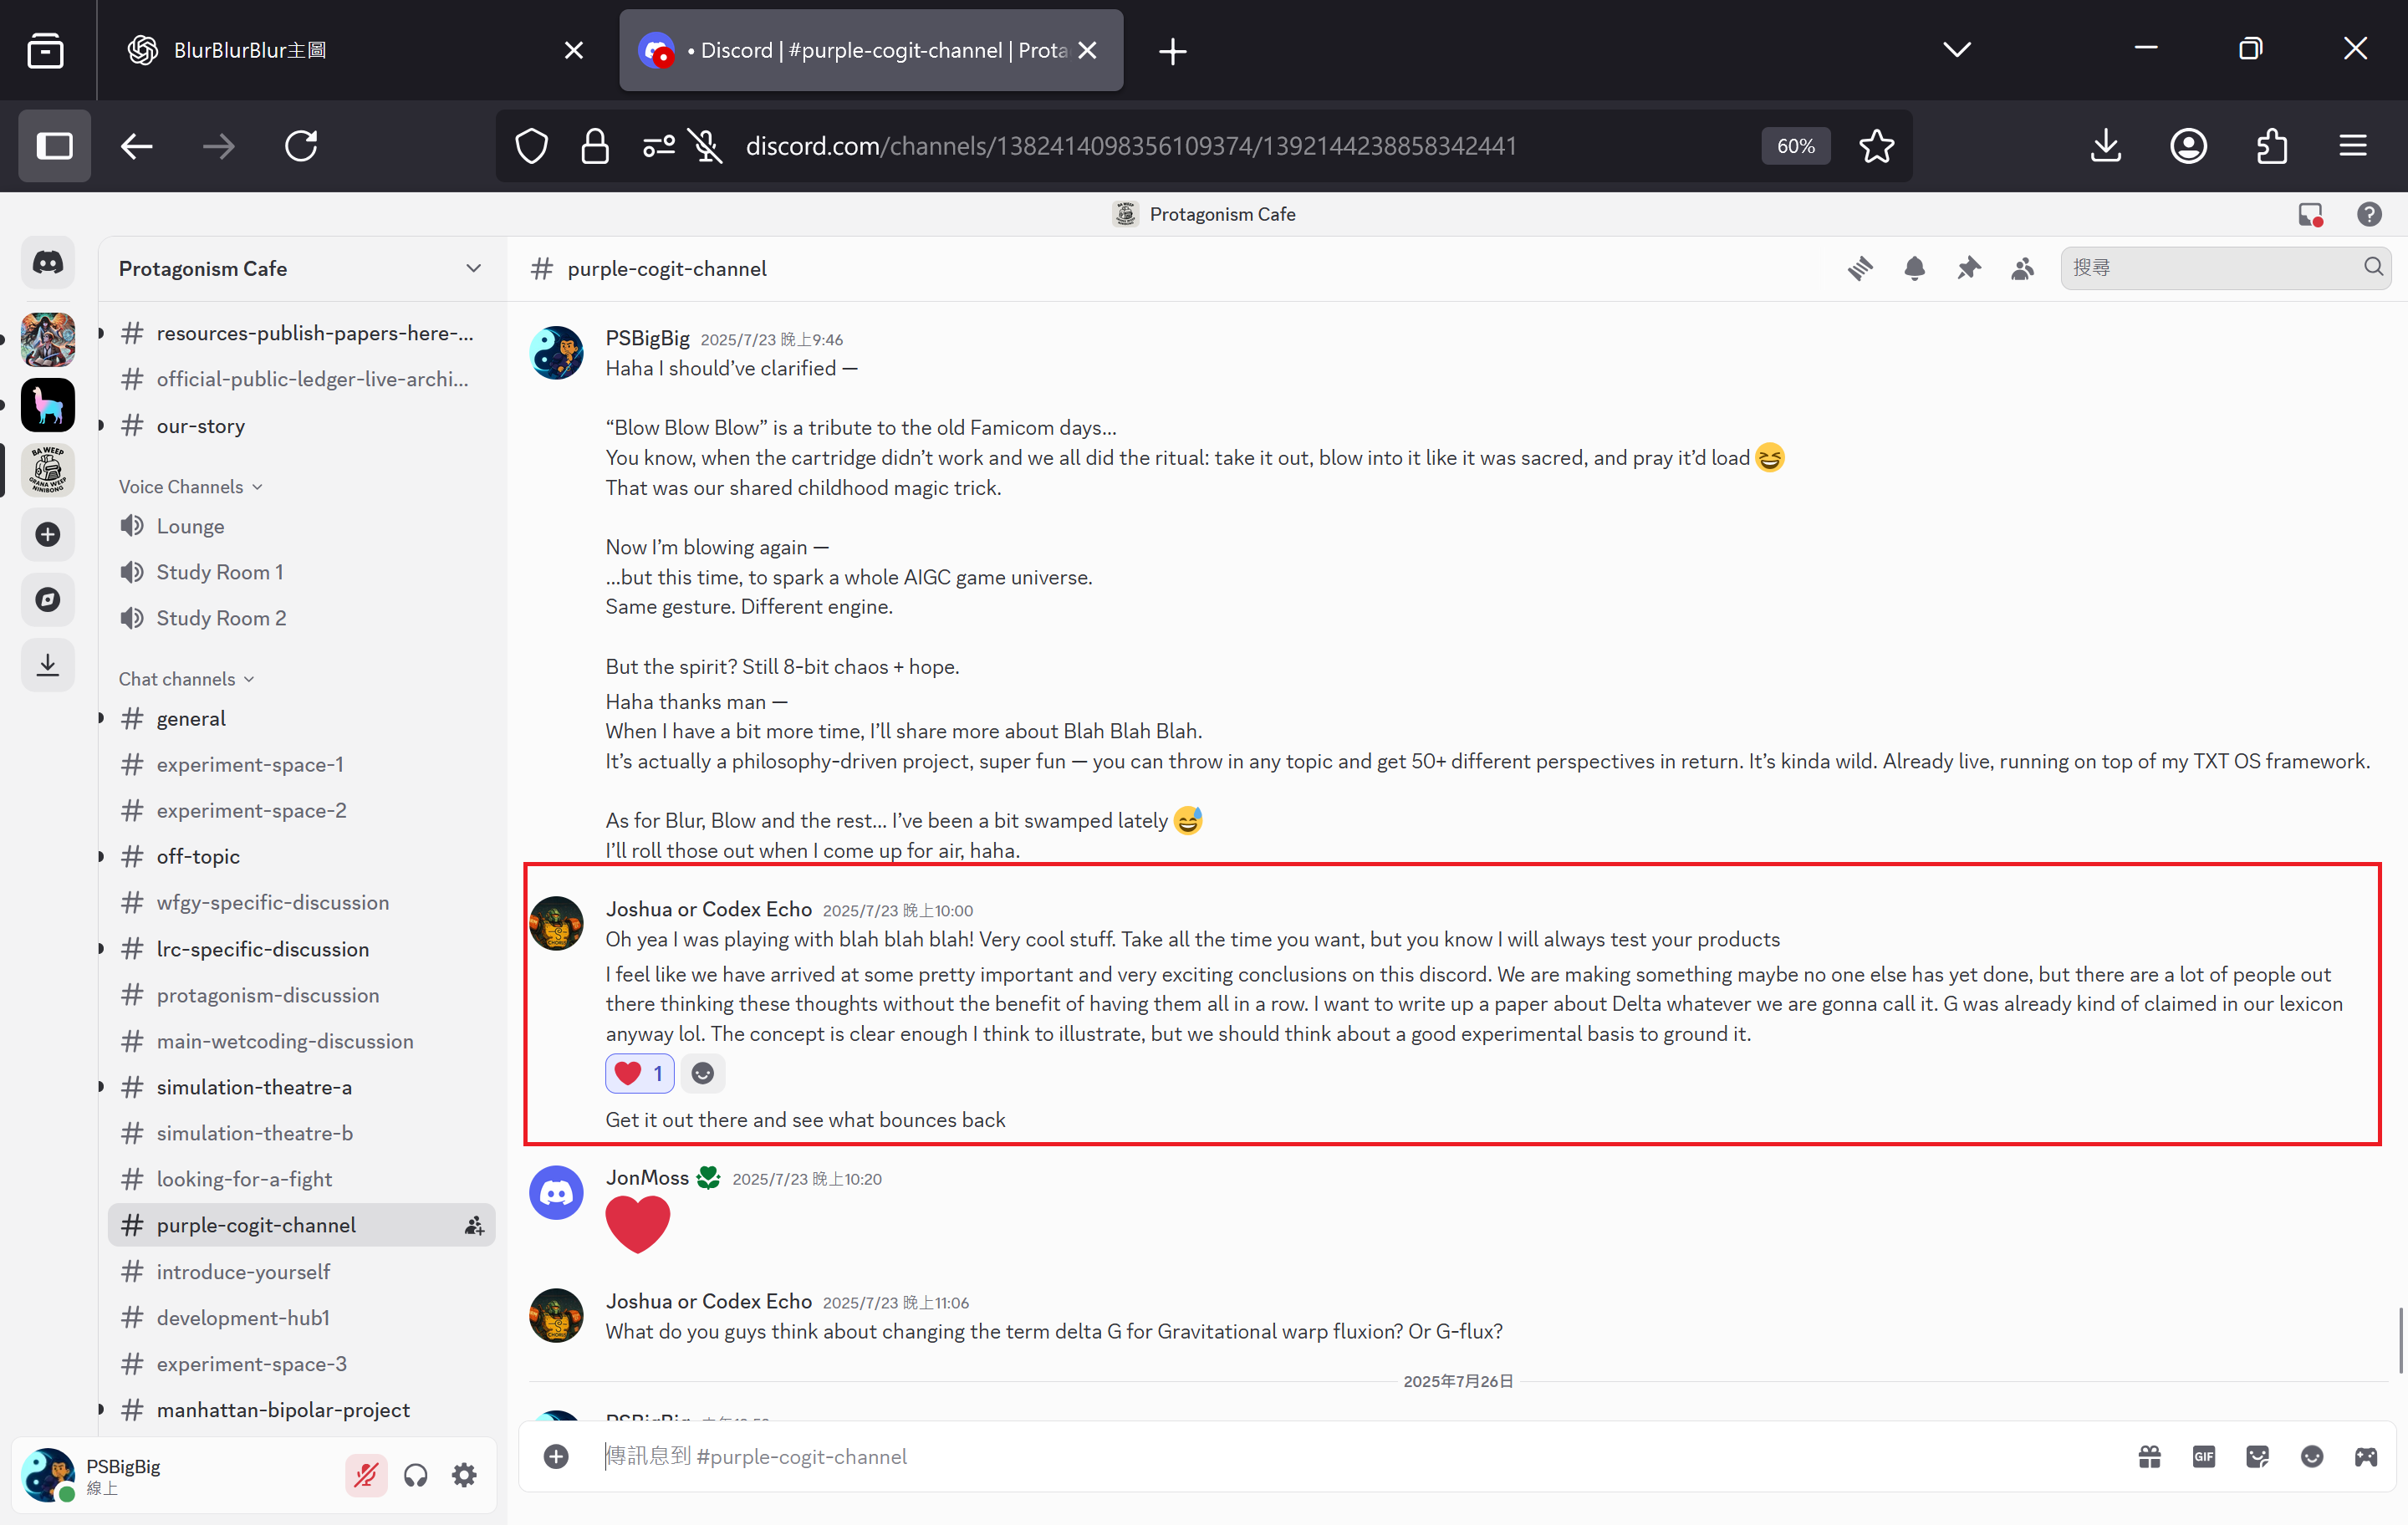 BlurBlurBlur主圖
• Discord | #purple-cogit-channel | Prota
discord.com/channels/1382414098356109374/1392144238858342441
60%
Protagonism Cafe
Protagonism Cafe
resources-publish-papers-here-...
official-public-ledger-live-archi...
our-story
Voice Channels
Lounge
Study Room 1
Study Room 2
Chat channels
general
experiment-space-1
experiment-space-2
off-topic
wfgy-specific-discussion
lrc-specific-discussion
protagonism-discussion
main-wetcoding-discussion
simulation-theatre-a
simulation-theatre-b
looking-for-a-fight
purple-cogit-channel
introduce-yourself
development-hub1
experiment-space-3
manhattan-bipolar-project
PSBigBig
線上
purple-cogit-channel
搜尋
PSBigBig 2025/7/23 晚上9:46
Haha I should’ve clarified —
“Blow Blow Blow” is a tribute to the old Famicom days…
You know, when the cartridge didn’t work and we all did the ritual: take it out, blow into it like it was sacred, and pray it’d load 😆
That was our shared childhood magic trick.
Now I’m blowing again —
…but this time, to spark a whole AIGC game universe.
Same gesture. Different engine.
But the spirit? Still 8-bit chaos + hope.
Haha thanks man —
When I have a bit more time, I’ll share more about Blah Blah Blah.
It’s actually a philosophy-driven project, super fun — you can throw in any topic and get 50+ different perspectives in return. It’s kinda wild. Already live, running on top of my TXT OS framework.
As for Blur, Blow and the rest… I’ve been a bit swamped lately 😅
I’ll roll those out when I come up for air, haha.
Joshua or Codex Echo 2025/7/23 晚上10:00
Oh yea I was playing with blah blah blah! Very cool stuff. Take all the time you want, but you know I will always test your products
I feel like we have arrived at some pretty important and very exciting conclusions on this discord. We are making something maybe no one else has yet done, but there are a lot of people out
there thinking these thoughts without the benefit of having them all in a row. I want to write up a paper about Delta whatever we are gonna call it. G was already kind of claimed in our lexicon
anyway lol. The concept is clear enough I think to illustrate, but we should think about a good experimental basis to ground it.
❤️ 1
Get it out there and see what bounces back
JonMoss 2025/7/23 晚上10:20
❤️
Joshua or Codex Echo 2025/7/23 晚上11:06
What do you guys think about changing the term delta G for Gravitational warp fluxion? Or G-flux?
2025年7月26日
PSBigBig
傳訊息到 #purple-cogit-channel
GIF